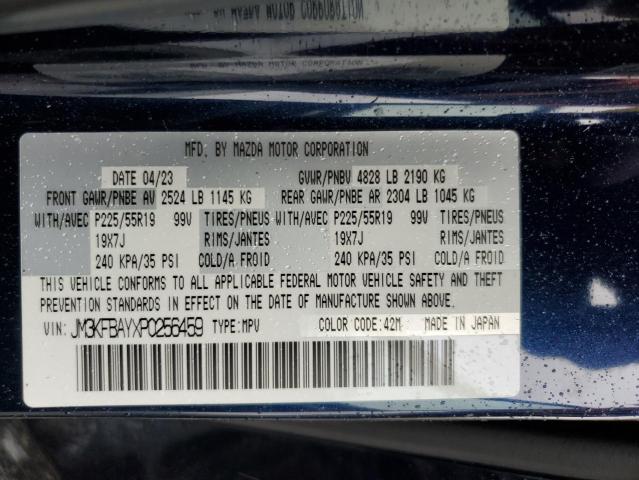 MFD. BY MAZDA MOTOR CORPORATION
DATE 04/23 GVWR/PNBV 4828 LB 2190 KG
FRONT GAWR/PNBE AV 2524 LB 1145 KG REAR GAWR/PNBE AR 2304 LB 1045 KG
WITH/AVEC P225/55R19 99V TIRES/PNEUS WITH/AVEC P225/55R19 99V TIRES/PNEUS
19X7J RIMS/JANTES 19X7J RIMS/JANTES
240 KPA/35 PSI COLD/A FROID 240 KPA/35 PSI COLD/A FROID
THIS VEHICLE CONFORMS TO ALL APPLICABLE FEDERAL MOTOR VEHICLE SAFETY AND THEFT
PREVENTION STANDARDS IN EFFECT ON THE DATE OF MANUFACTURE SHOWN ABOVE.
VIN: JM3KFBAYXP0256459 TYPE:MPV COLOR CODE:42M MADE IN JAPAN